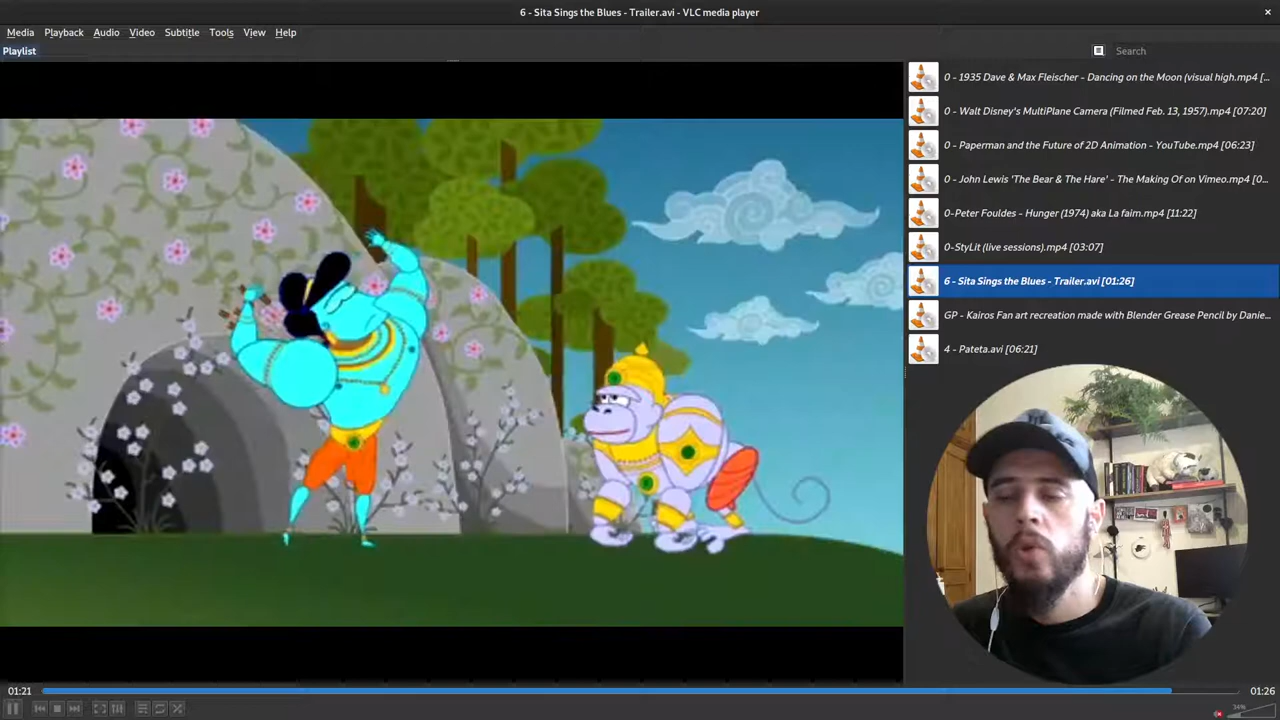 6 - Sita Sings the Blues - Trailer.avi - VLC media player
Media Playback Audio Video Subtitle Tools View Help
Playlist
Search
0 - 1935 Dave & Max Fleischer - Dancing on the Moon (visual high.mp4 [...
0 - Walt Disney's MultiPlane Camera (Filmed Feb. 13, 1957).mp4 [07:20]
0 - Paperman and the Future of 2D Animation - YouTube.mp4 [06:23]
0 - John Lewis 'The Bear & The Hare' - The Making Of on Vimeo.mp4 [0...
0-Peter Fouldes - Hunger (1974) aka La faim.mp4 [11:22]
0-StyLit (live sessions).mp4 [03:07]
6 - Sita Sings the Blues - Trailer.avi [01:26]
GP - Kairos Fan art recreation made with Blender Grease Pencil by Danie...
4 - Pateta.avi [06:21]
01:21
01:26
34%